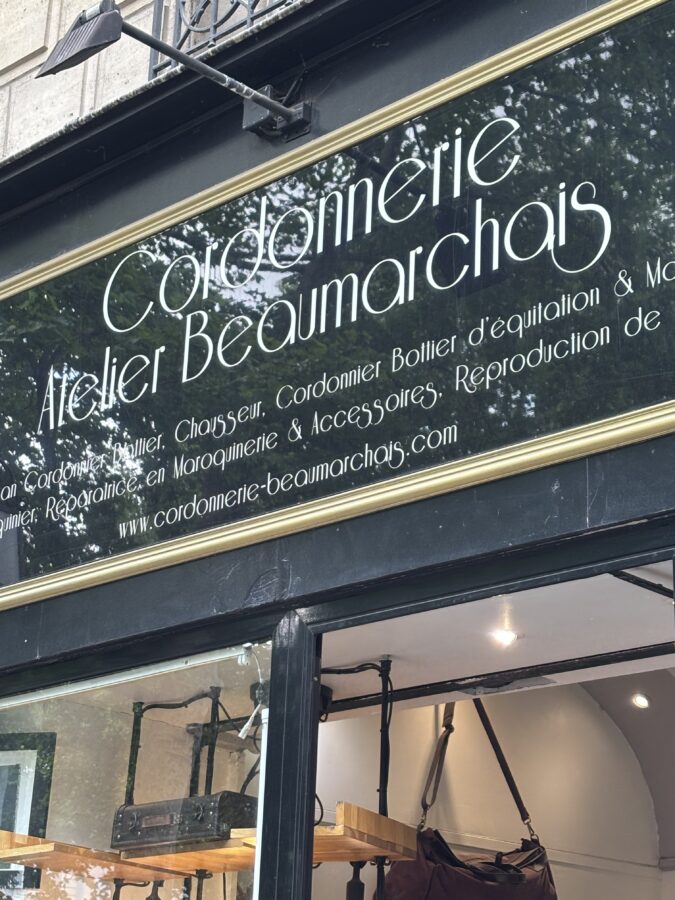 Cordonnerie
Atelier Beaumarchais
Cordonnier Bottier, Chausseur, Cordonnier Bottier d'équitation &
Réparatrice, en Maroquinerie & Accessoires, Reproduction de
www.cordonnerie-beaumarchais.com